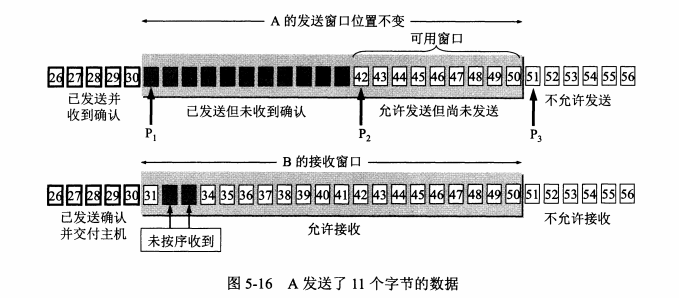 A 的发送窗口位置不变
可用窗口
26 27 28 29 30 42 43 44 45 46 47 48 49 50 51 52 53 54 55 56
已发送并
收到确认
已发送但未收到确认
允许发送但尚未发送
不允许发送
P1 P2 P3
B 的接收窗口
26 27 28 29 30 31 34 35 36 37 38 39 40 41 42 43 44 45 46 47 48 49 50 51 52 53 54 55 56
已发送确认
并交付主机
未按序收到
允许接收
不允许接收
图 5-16 A 发送了 11 个字节的数据